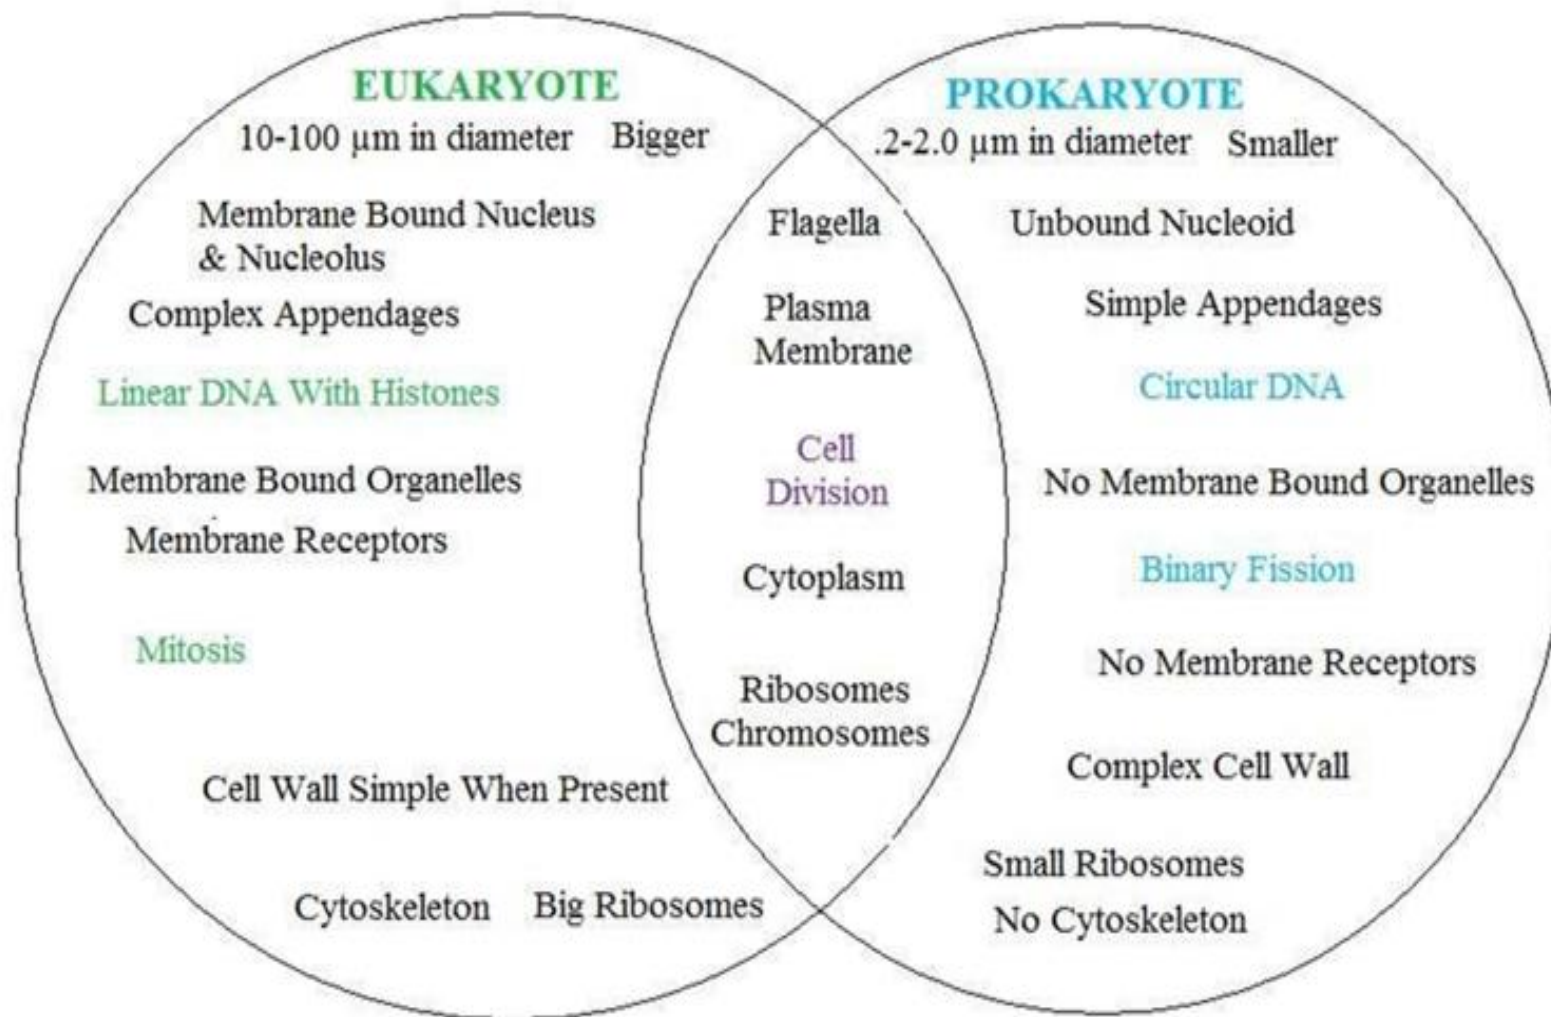 EUKARYOTE
10-100 µm in diameter Bigger
Membrane Bound Nucleus
& Nucleolus
Complex Appendages
Linear DNA With Histones
Membrane Bound Organelles
Membrane Receptors
Mitosis
Cell Wall Simple When Present
Cytoskeleton Big Ribosomes
Flagella
Plasma
Membrane
Cell
Division
Cytoplasm
Ribosomes
Chromosomes
PROKARYOTE
.2-2.0 µm in diameter Smaller
Unbound Nucleoid
Simple Appendages
Circular DNA
No Membrane Bound Organelles
Binary Fission
No Membrane Receptors
Complex Cell Wall
Small Ribosomes
No Cytoskeleton